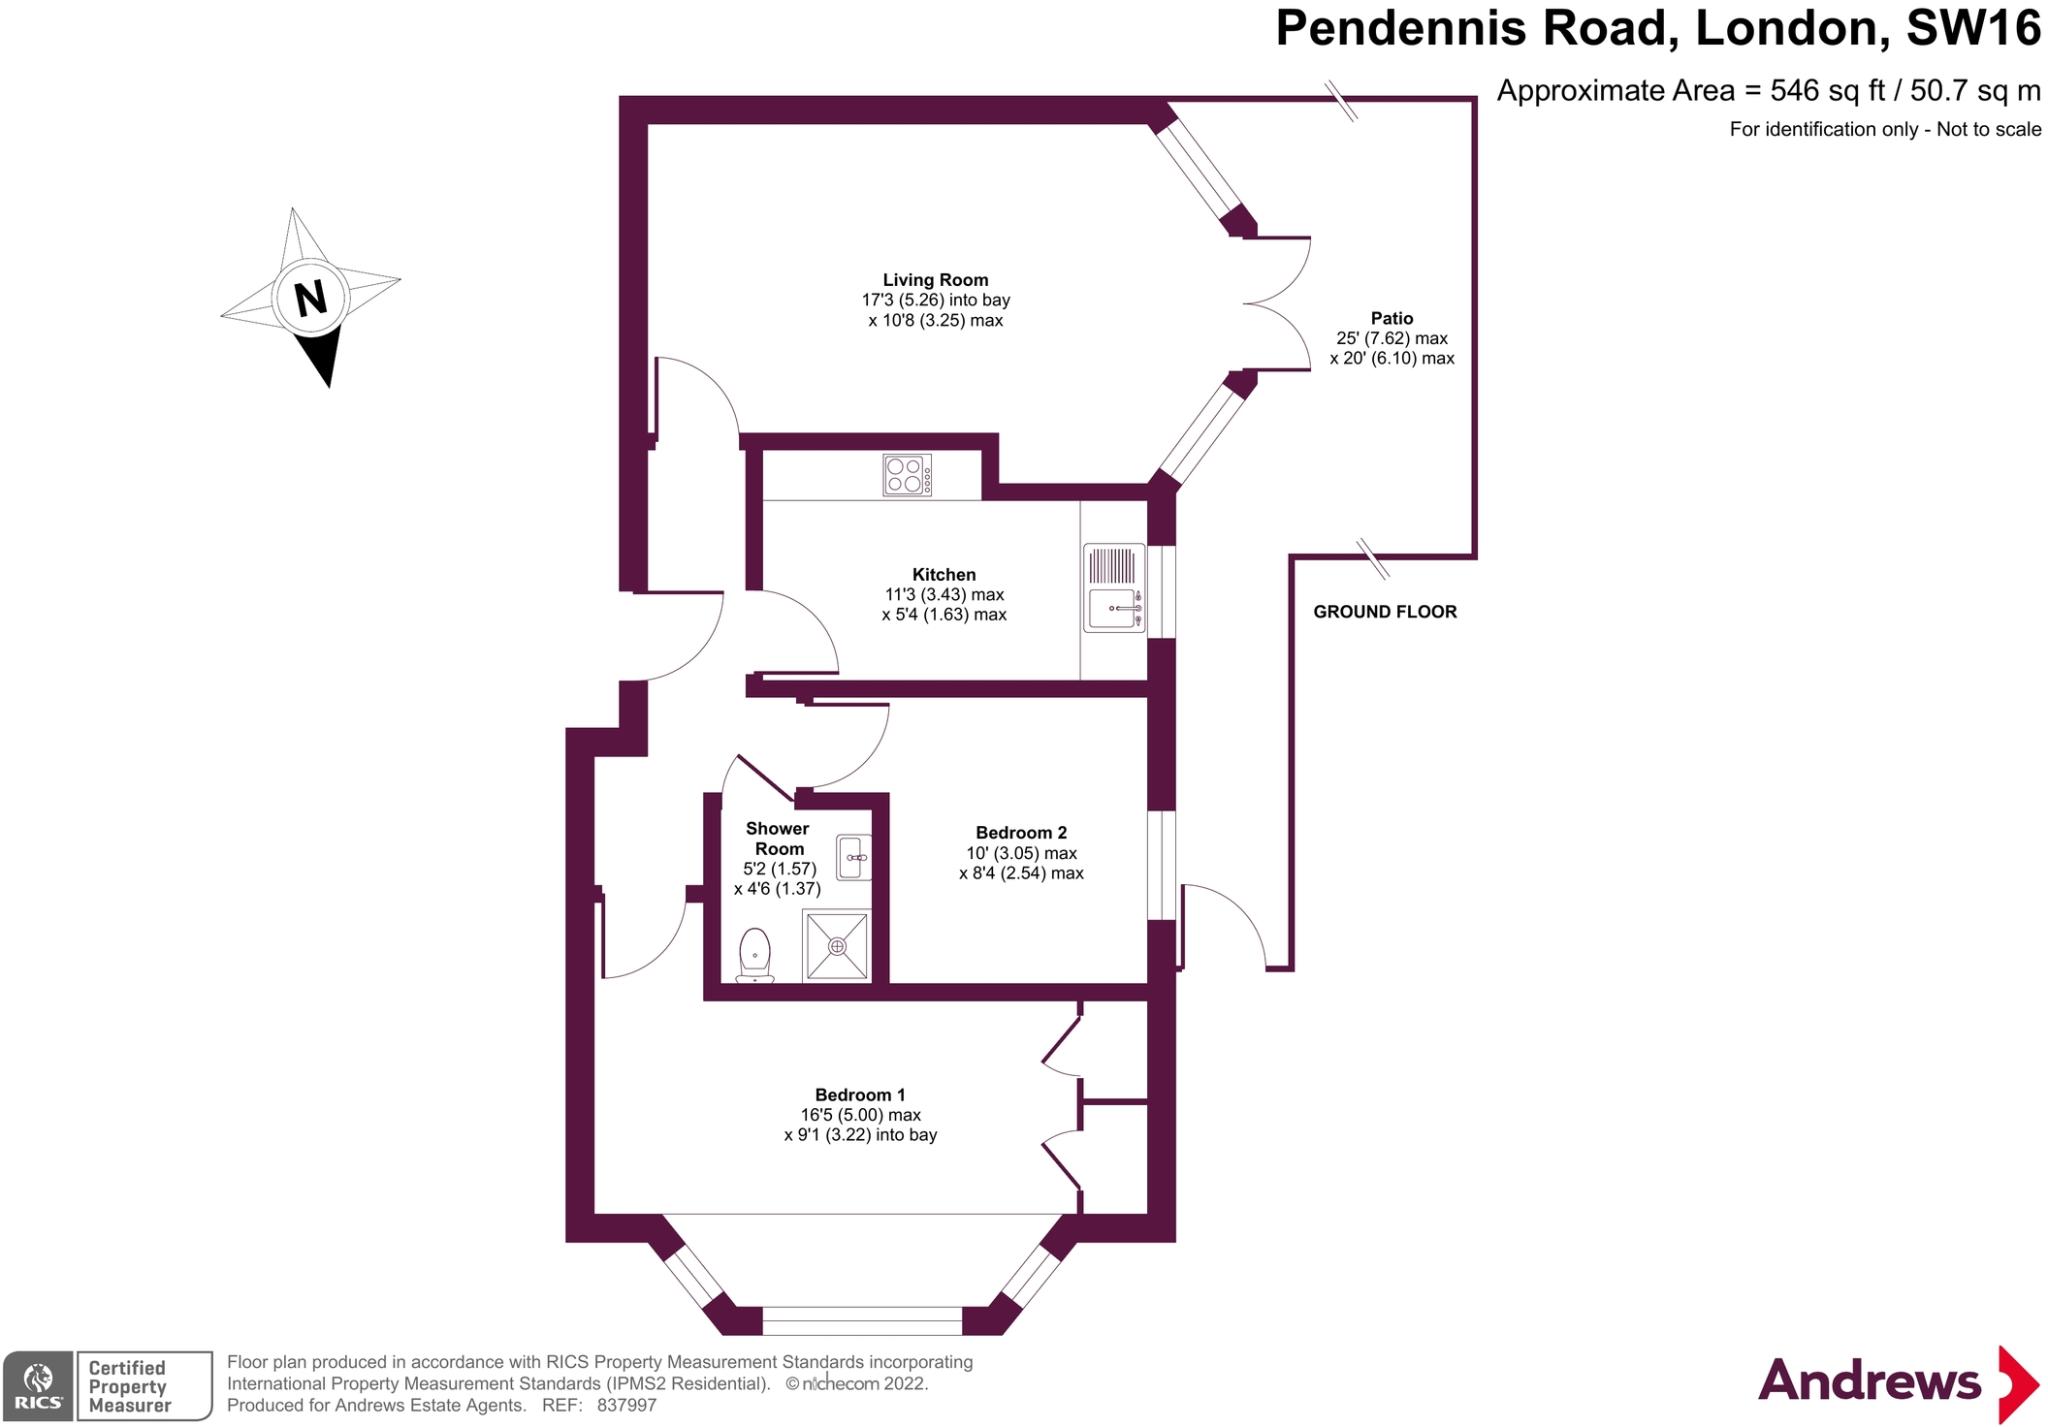 Pendennis Road, London, SW16
Approximate Area = 546 sq ft / 50.7 sq m
For identification only - Not to scale
N
Living Room
17'3 (5.26) into bay
x 10'8 (3.25) max
Patio
25' (7.62) max
x 20' (6.10) max
Kitchen
11'3 (3.43) max
x 5'4 (1.63) max
GROUND FLOOR
Shower
Room
5'2 (1.57)
x 4'6 (1.37)
Bedroom 2
10' (3.05) max
x 8'4 (2.54) max
Bedroom 1
16'5 (5.00) max
x 9'1 (3.22) into bay
RICS
Certified
Property
Measurer
Floor plan produced in accordance with RICS Property Measurement Standards incorporating
International Property Measurement Standards (IPMS2 Residential). © nichecom 2022.
Produced for Andrews Estate Agents. REF: 837997
Andrews